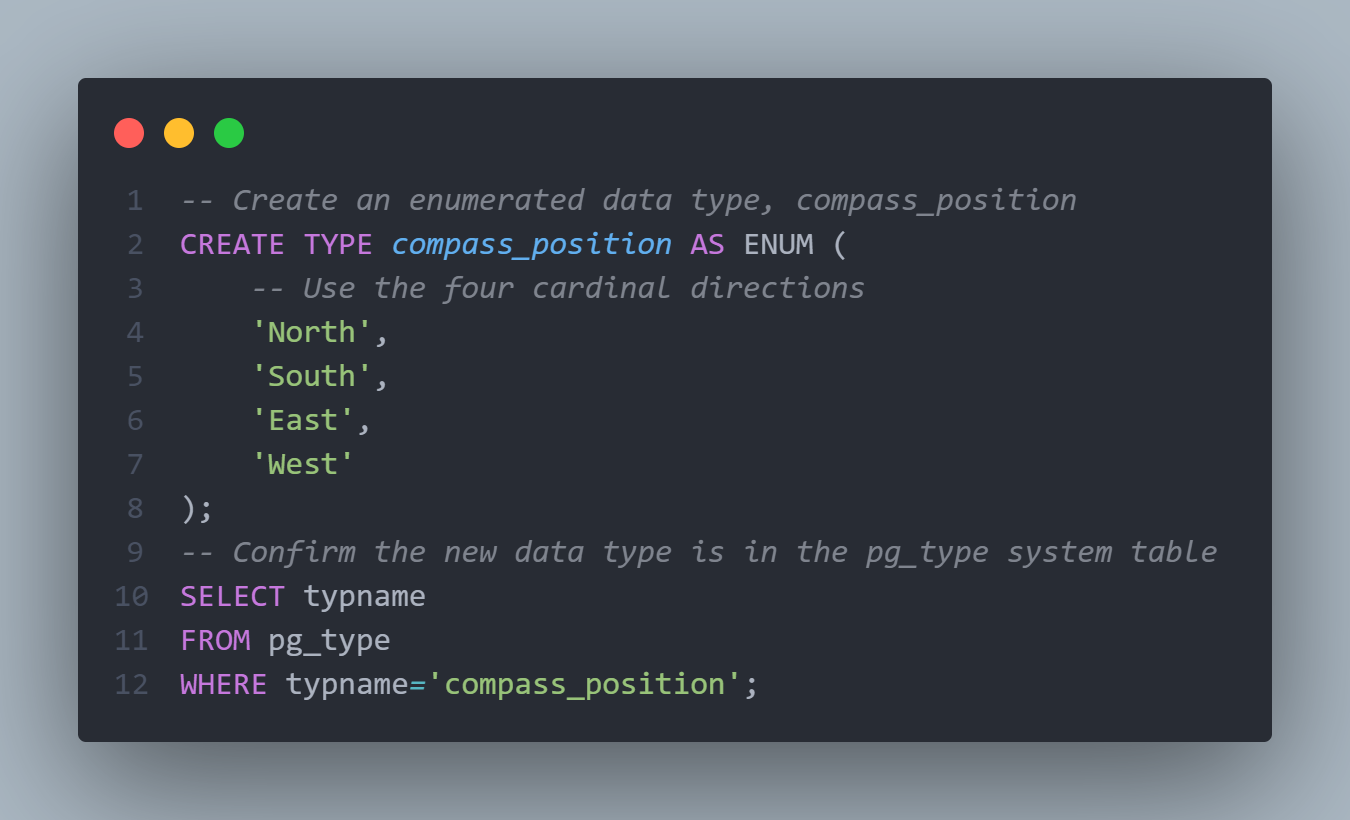 1 -- Create an enumerated data type, compass_position
2 CREATE TYPE compass_position AS ENUM (
3     -- Use the four cardinal directions
4     'North',
5     'South',
6     'East',
7     'West'
8 );
9 -- Confirm the new data type is in the pg_type system table
10 SELECT typname
11 FROM pg_type
12 WHERE typname='compass_position';